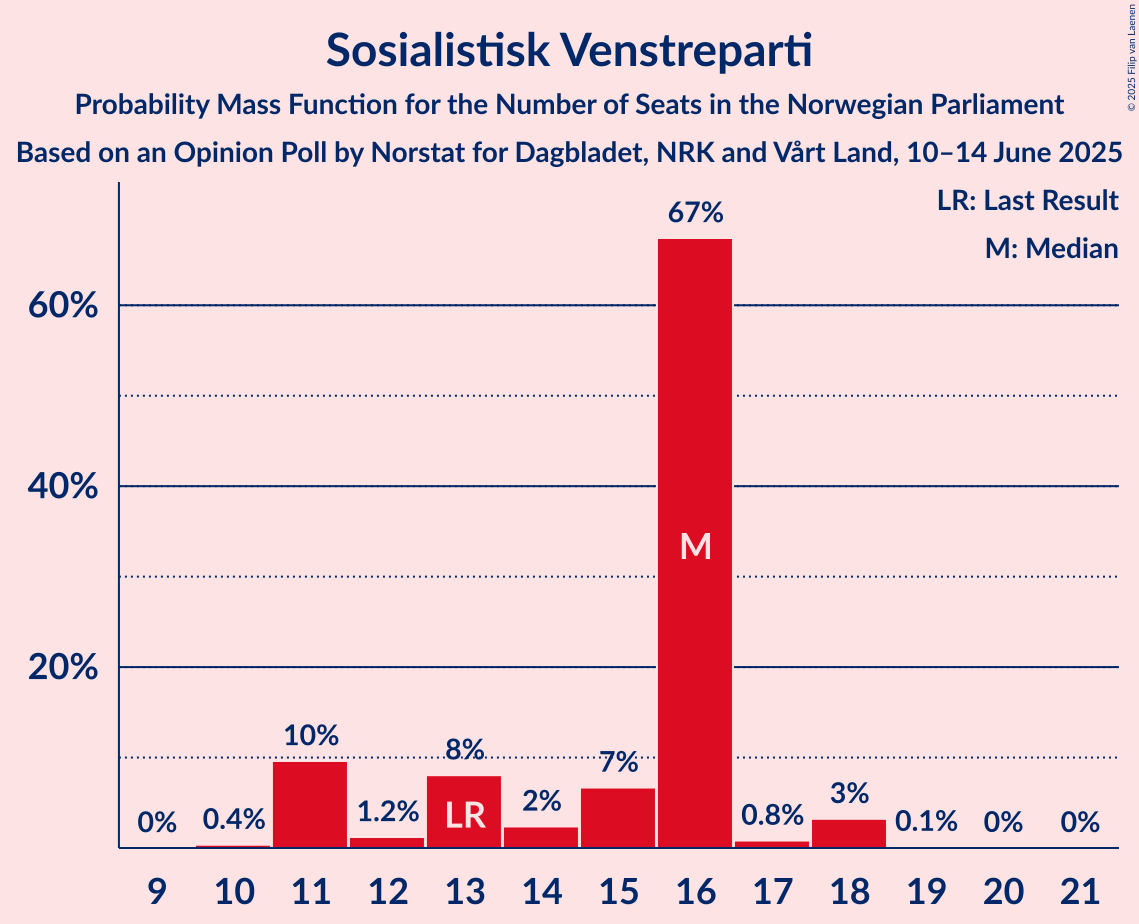 Sosialistisk Venstreparti
Probability Mass Function for the Number of Seats in the Norwegian Parliament
Based on an Opinion Poll by Norstat for Dagbladet, NRK and Vårt Land, 10–14 June 2025
© 2025 Filip van Laenen
LR: Last Result
M: Median
60%
40%
20%
0%
0.4%
10%
1.2%
8%
2%
7%
67%
0.8%
3%
0.1%
0%
0%
LR
M
9 10 11 12 13 14 15 16 17 18 19 20 21